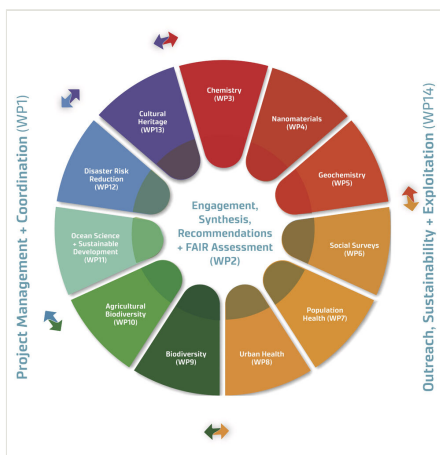 Project Management + Coordination (WP1)
Chemistry
(WP3)
Nanomaterials
(WP4)
Geochemistry
(WP5)
Social Surveys
(WP6)
Population
Health (WP7)
Urban Health
(WP8)
Biodiversity
(WP9)
Agricultural
Biodiversity
(WP10)
Ocean Science
+ Sustainable
Development
(WP11)
Disaster Risk
Reduction
(WP12)
Cultural
Heritage
(WP13)
Engagement,
Synthesis,
Recommendations
+ FAIR Assessment
(WP2)
Outreach, Sustainability + Exploitation (WP14)